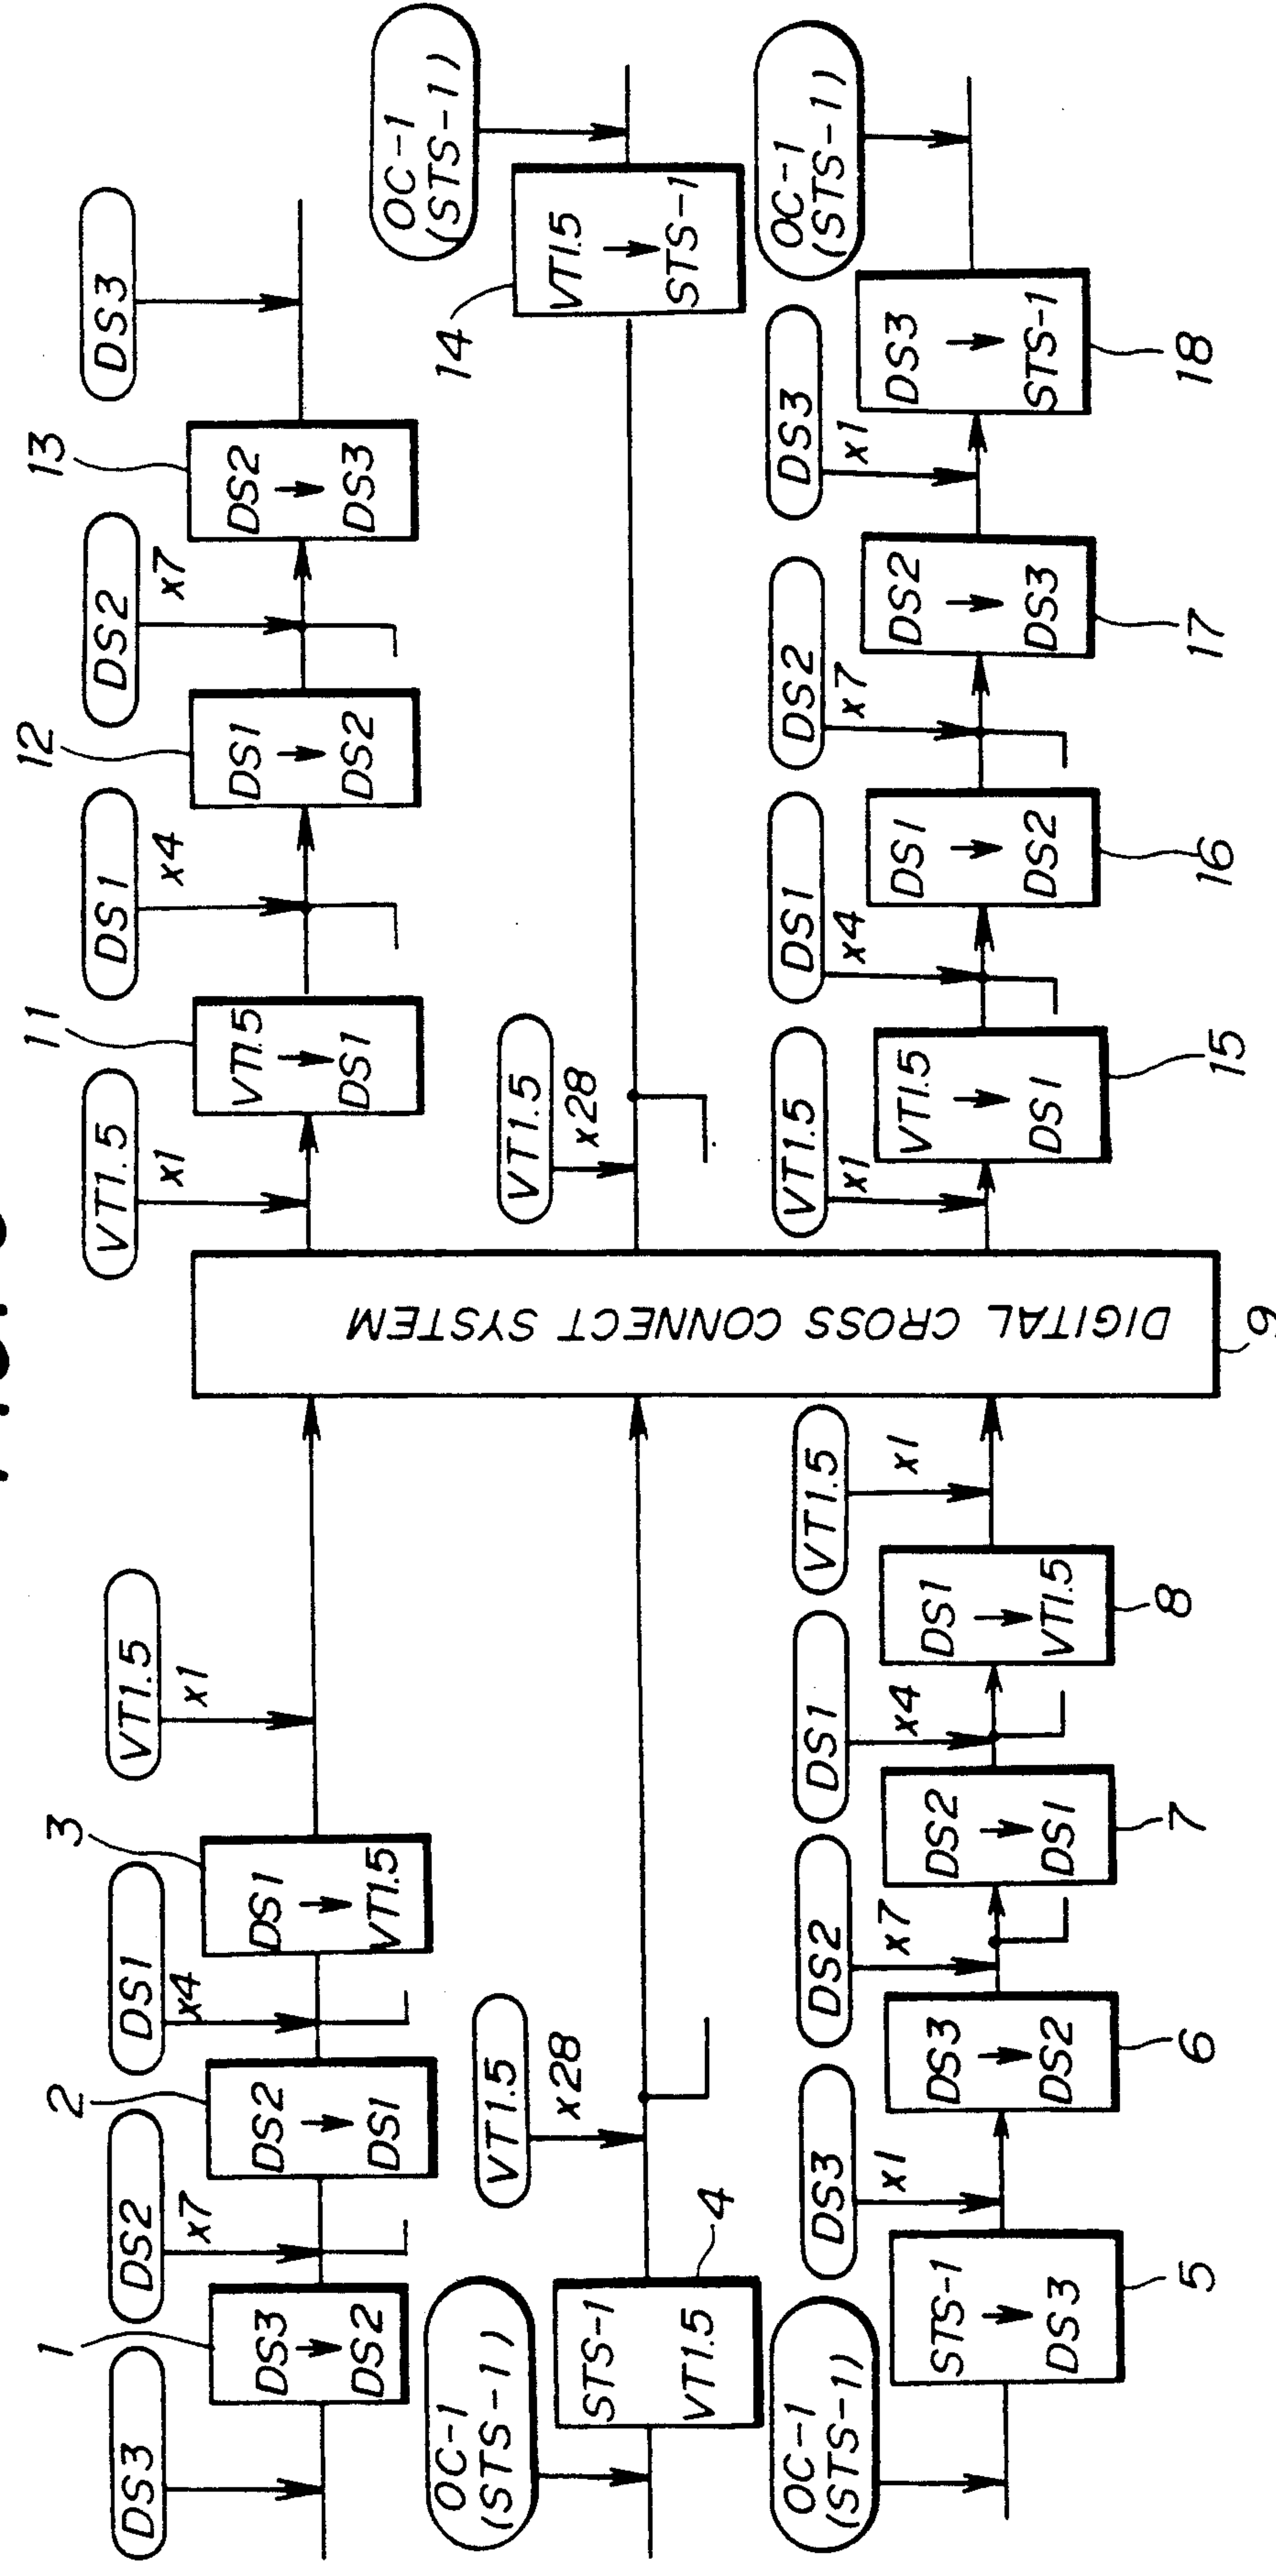 DS3
1
DS3
DS2
DS2
x7
2
DS2
DS1
DS1
x4
3
DS1
VT1.5
VT1.5
x1
VT1.5
x1
11
VT1.5
DS1
DS1
x4
12
DS1
DS2
DS2
x7
13
DS2
DS3
DS3
OC-1
(STS-1)
STS-1
VT1.5
4
VT1.5
x28
VT1.5
x28
14
VT1.5
STS-1
OC-1
(STS-1)
OC-1
(STS-1)
STS-1
DS3
5
DS3
x1
DS3
DS2
6
DS2
x7
DS2
DS1
7
DS1
x4
DS1
VT1.5
8
VT1.5
x1
DIGITAL CROSS CONNECT SYSTEM
9
VT1.5
x1
VT1.5
DS1
15
DS1
x4
DS1
DS2
16
DS2
x7
DS2
DS3
17
DS3
x1
DS3
STS-1
18
OC-1
(STS-1)